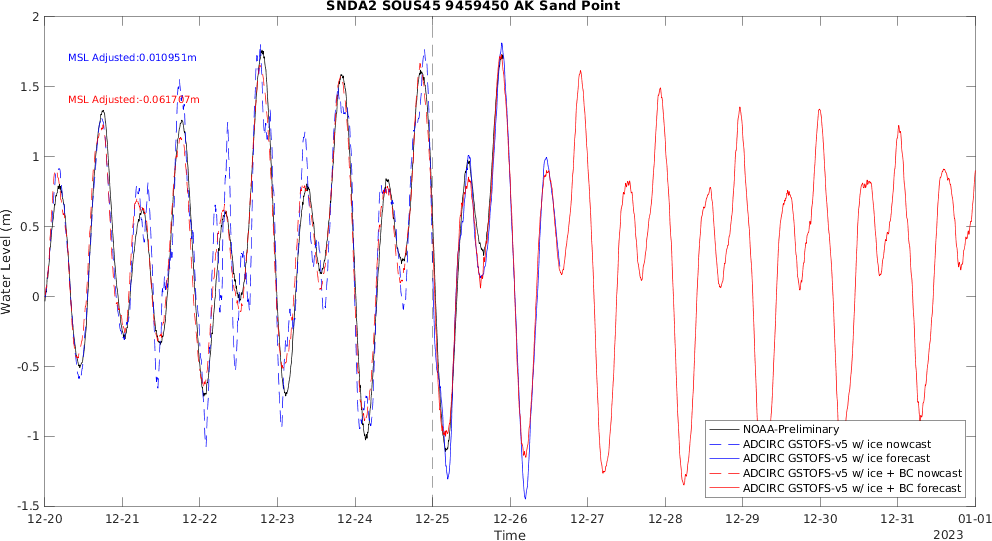 SNDA2 SOUS45 9459450 AK Sand Point
2
1.5
1
0.5
0
-0.5
-1
-1.5
Water Level (m)
MSL Adjusted:0.010951m
MSL Adjusted:-0.061707m
NOAA-Preliminary
ADCIRC GSTOFS-v5 w/ ice nowcast
ADCIRC GSTOFS-v5 w/ ice forecast
ADCIRC GSTOFS-v5 w/ice + BC nowcast
ADCIRC GSTOFS-v5 w/ice + BC forecast
12-20 12-21 12-22 12-23 12-24 12-25 12-26 12-27 12-28 12-29 12-30 12-31 01-01
Time
2023